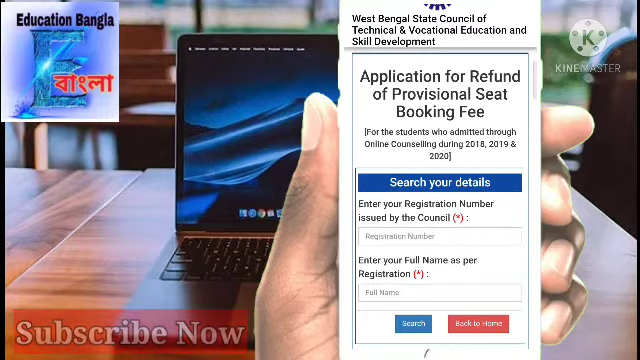 Education Bangla
E বাংলা
West Bengal State Council of
Technical & Vocational Education and
Skill Development
KINEMASTER
Application for Refund
of Provisional Seat
Booking Fee
[For the students who admitted through
Online Counselling during 2018, 2019 &
2020]
Search your details
Enter your Registration Number
issued by the Council (*) :
Registration Number
Enter your Full Name as per
Registration (*) :
Full Name
Search
Back to Home
Subscribe Now